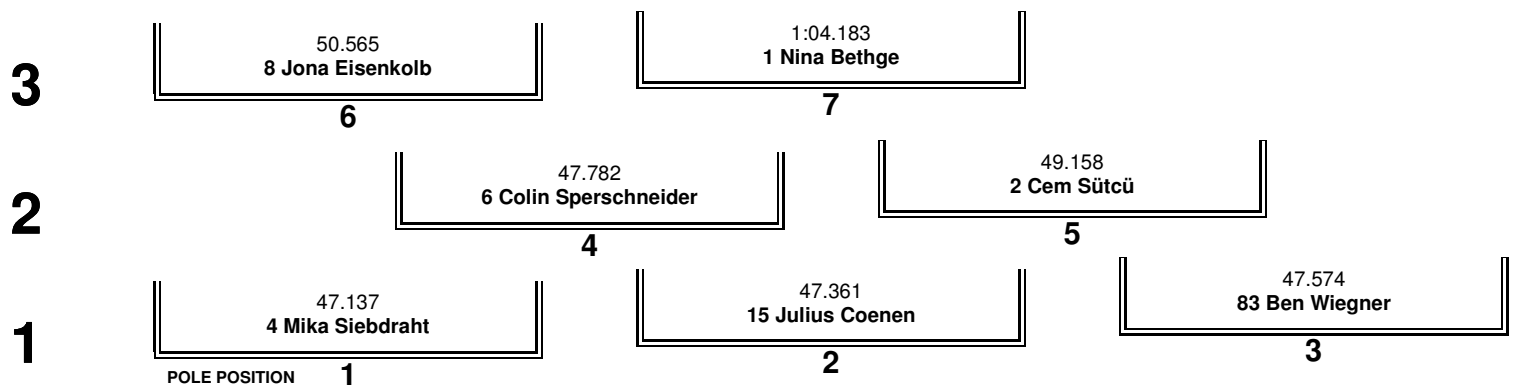 3
50.565
8 Jona Eisenkolb
6
1:04.183
1 Nina Bethge
7
2
47.782
6 Colin Sperschneider
4
49.158
2 Cem Sütcü
5
1
47.137
4 Mika Siebdraht
POLE POSITION 1
47.361
15 Julius Coenen
2
47.574
83 Ben Wiegner
3